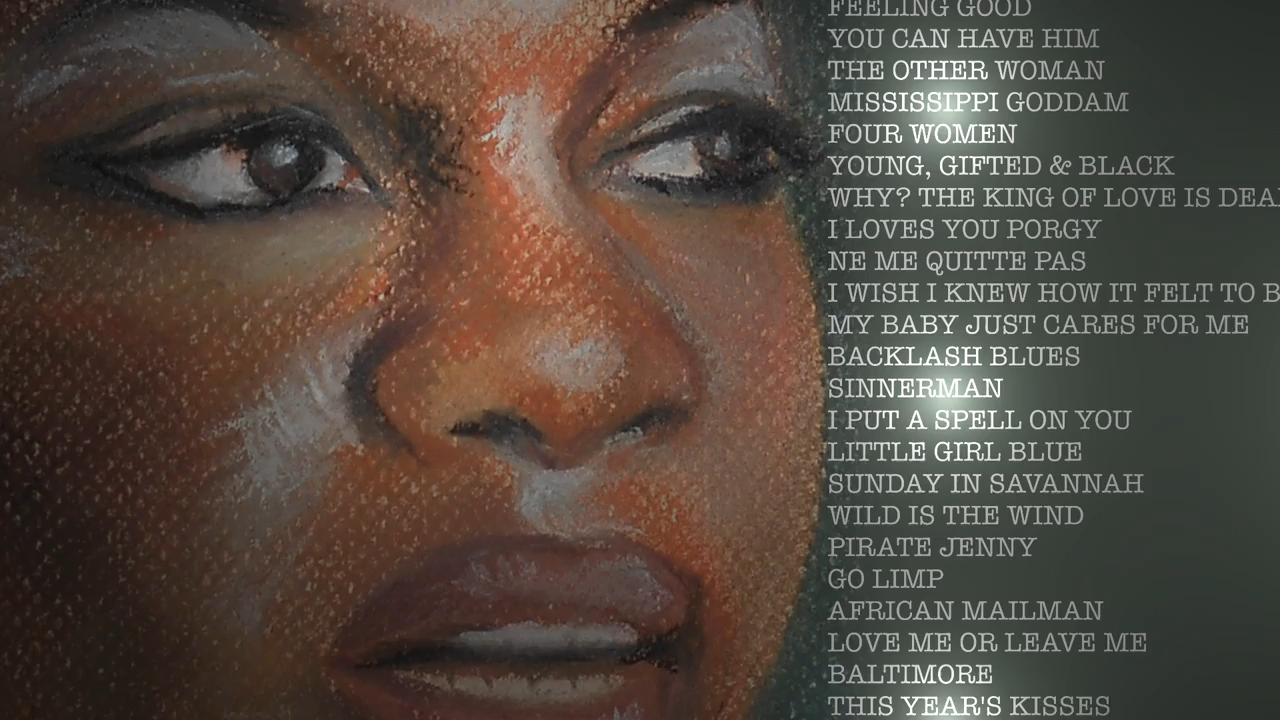 FEELING GOOD
YOU CAN HAVE HIM
THE OTHER WOMAN
MISSISSIPPI GODDAM
FOUR WOMEN
YOUNG, GIFTED & BLACK
WHY? THE KING OF LOVE IS
I LOVES YOU PORGY
NE ME QUITTE PAS
I WISH I KNEW HOW IT FELT TO
MY BABY JUST CARES FOR ME
BACKLASH BLUES
SINNERMAN
I PUT A SPELL ON YOU
LITTLE GIRL BLUE
SUNDAY IN SAVANNAH
WILD IS THE WIND
PIRATE JENNY
GO LIMP
AFRICAN MAILMAN
LOVE ME OR LEAVE ME
BALTIMORE
THIS YEAR'S KISSES